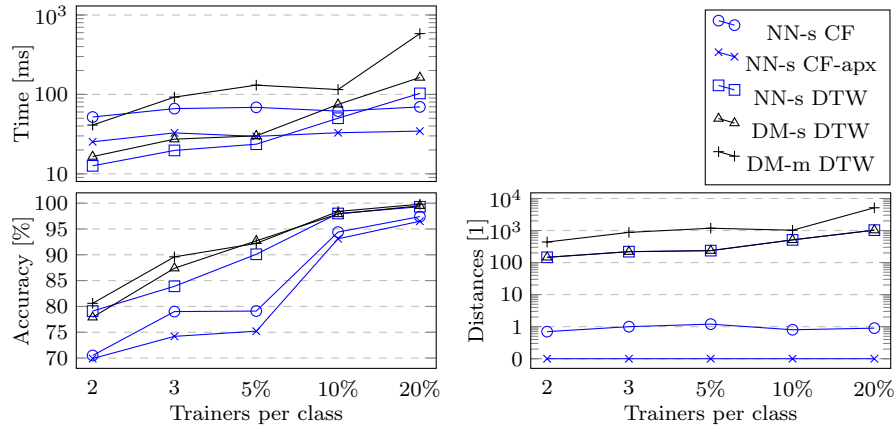 10³
100
10
Time [ms]
NN-s CF
NN-s CF-apx
NN-s DTW
DM-s DTW
DM-m DTW
100
95
90
85
80
75
70
Accuracy [%]
2 3 5% 10% 20%
Trainers per class
10⁴
10³
100
10
1
0
Distances [1]
2 3 5% 10% 20%
Trainers per class